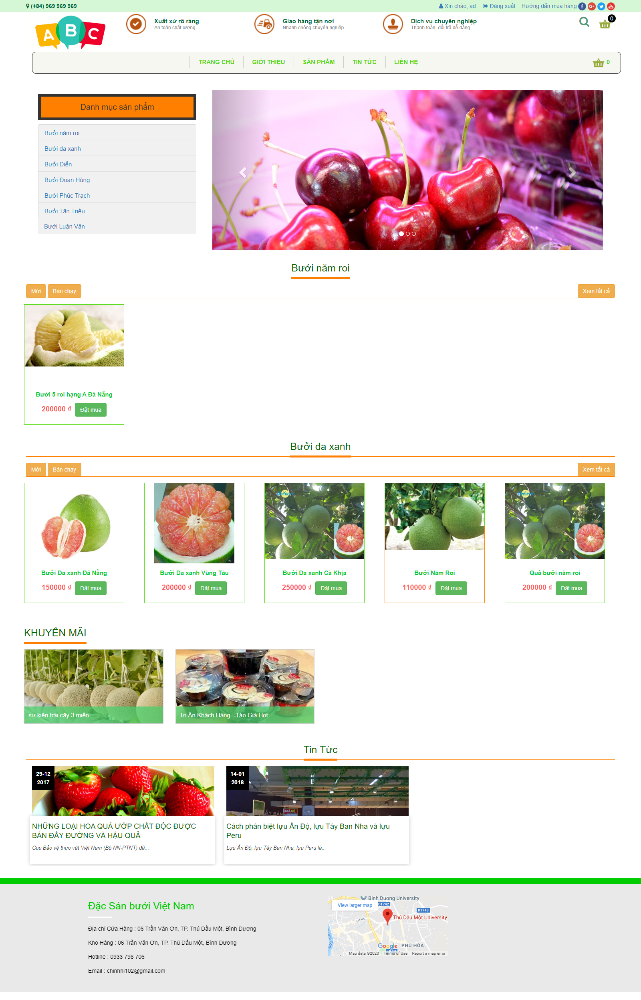 (+84) 969 969 969
Xin chào, ad Đăng xuất Hướng dẫn mua hàng
ABC
Xuất xứ rõ ràng
An toàn chất lượng
Giao hàng tận nơi
Nhanh chóng chuyên nghiệp
Dịch vụ chuyên nghiệp
Thanh toán, đổi trả dễ dàng
0
TRANG CHỦ GIỚI THIỆU SẢN PHẨM TIN TỨC LIÊN HỆ 0
Danh mục sản phẩm
Bưởi năm roi
Bưởi da xanh
Bưởi Diễn
Bưởi Đoan Hùng
Bưởi Phúc Trạch
Bưởi Tân Triều
Bưởi Luận Văn
Bưởi năm roi
Mới Bán chạy Xem tất cả
Bưởi 5 roi hạng A Đà Nẵng
200000 đ Đặt mua
Bưởi da xanh
Mới Bán chạy Xem tất cả
Bưởi Da xanh Đã Nẵng
150000 đ Đặt mua
Bưởi Da xanh Vũng Tàu
200000 đ Đặt mua
Bưởi Da xanh Cà Khịa
250000 đ Đặt mua
Bưởi Năm Roi
110000 đ Đặt mua
Quả bưởi năm roi
200000 đ Đặt mua
KHUYẾN MÃI
sự kiện trái cây 3 miền
Tri Ân Khách Hàng - Táo Giá Hot
Tin Tức
29-12
2017
14-01
2018
GIÁ RẺ
NHỮNG LOẠI HOA QUẢ ƯỚP CHẤT ĐỘC ĐƯỢC
BÁN ĐẦY ĐƯỜNG VÀ HẬU QUẢ
Cục Bảo vệ thực vật Việt Nam (Bộ NN-PTNT) đã...
Cách phân biệt lựu Ấn Độ, lựu Tây Ban Nha và lựu
Peru
Lựu Ấn Độ, lựu Tây Ban Nha, lựu Peru là...
Đặc Sản bưởi Việt Nam
Địa chỉ Cửa Hàng : 06 Trần Văn Ơn, TP. Thủ Dầu Một, Bình Dương
Kho Hàng : 06 Trần Văn Ơn, TP. Thủ Dầu Một, Bình Dương
Hotline : 0933 798 706
Email : chinhhi102@gmail.com
Binh Duong University
View larger map
DT742
DT743
Thủ Dầu Một University
Yersin
PHÚ HÒA
Google
Map data ©2020 Terms of Use Report a map error